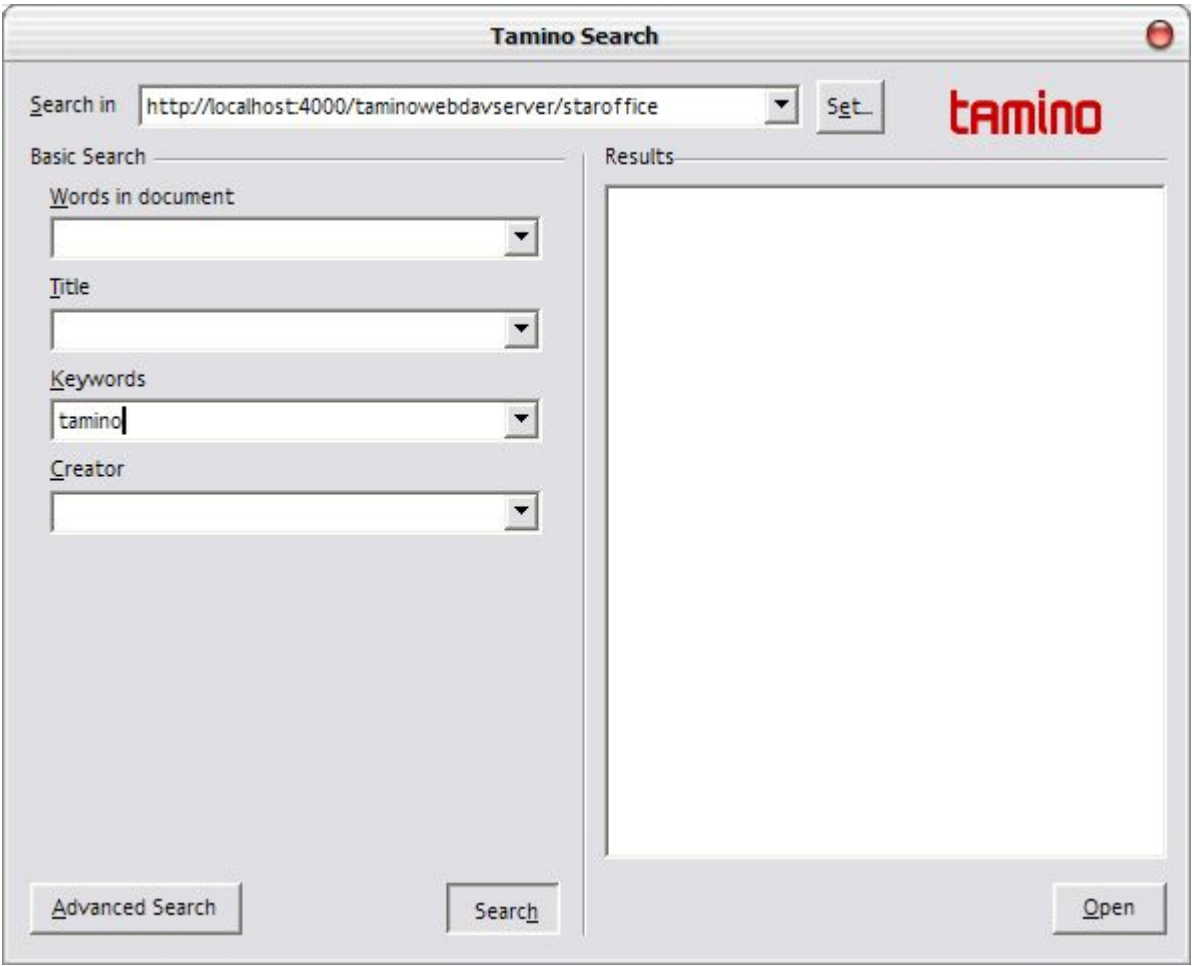 Tamino Search
Search in http://localhost:4000/taminowebdavserver/staroffice Set... tamino
Basic Search
Words in document
Title
Keywords
tamino
Creator
Advanced Search
Search
Results
Open